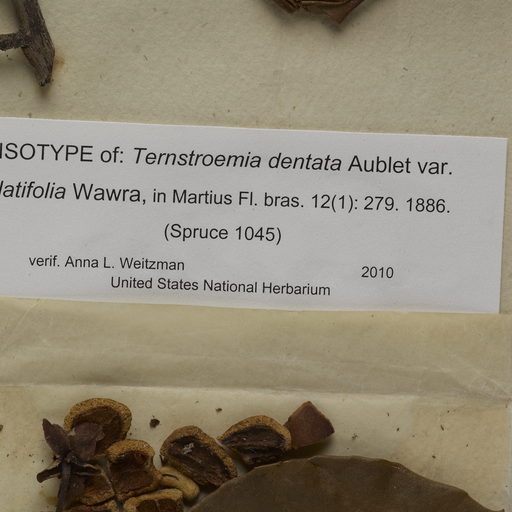 ISOTYPE of: Ternstroemia dentata Aublet var.
latifolia Wawra, in Martius Fl. bras. 12(1): 279. 1886.
(Spruce 1045)
verif. Anna L. Weitzman 2010
United States National Herbarium